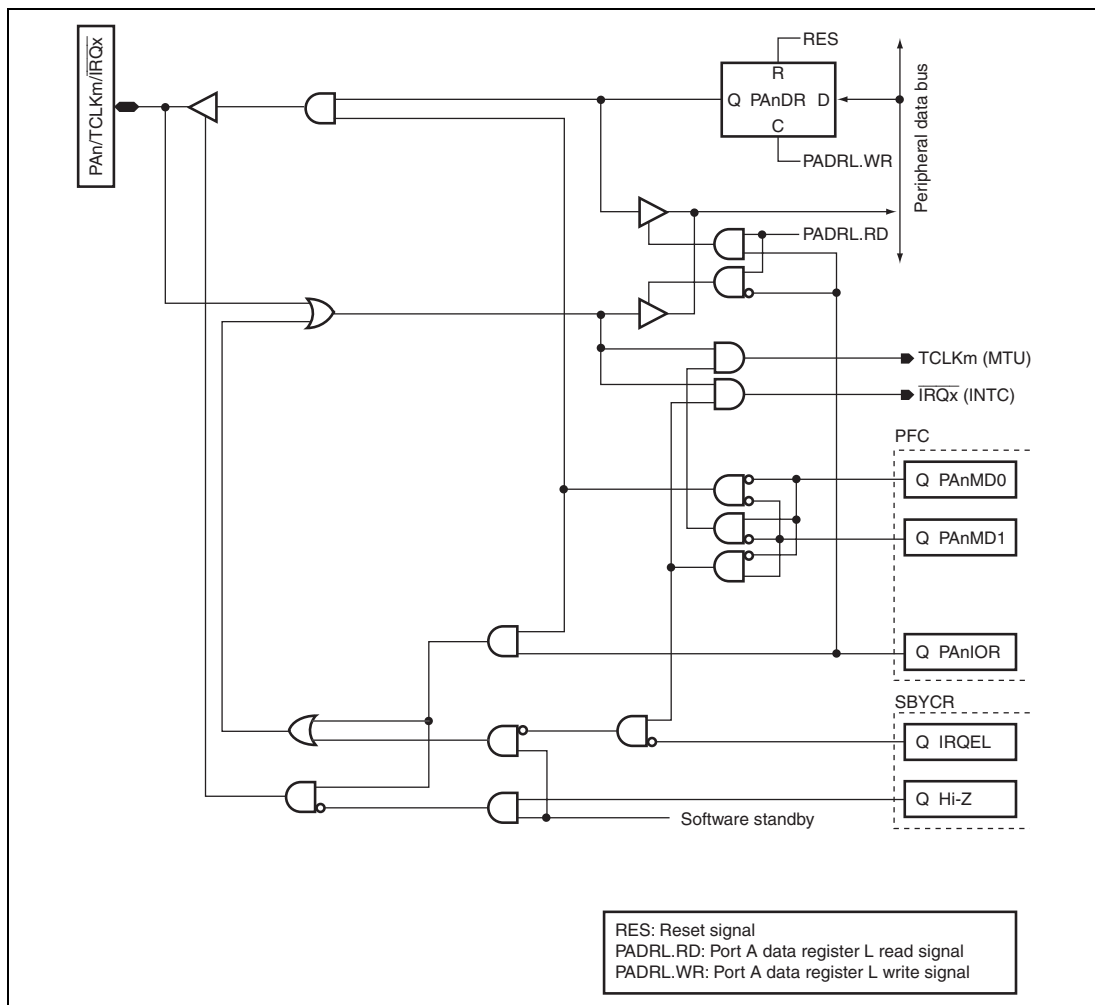 PAn/TCLKm/I̅R̅Q̅x̅
RES
R
Q PAnDR D
C
PADRL.WR
Peripheral data bus
PADRL.RD
TCLKm (MTU)
I̅R̅Q̅x̅ (INTC)
PFC
Q PAnMD0
Q PAnMD1
Q PAnIOR
SBYCR
Q IRQEL
Q Hi-Z
Software standby
RES: Reset signal
PADRL.RD: Port A data register L read signal
PADRL.WR: Port A data register L write signal